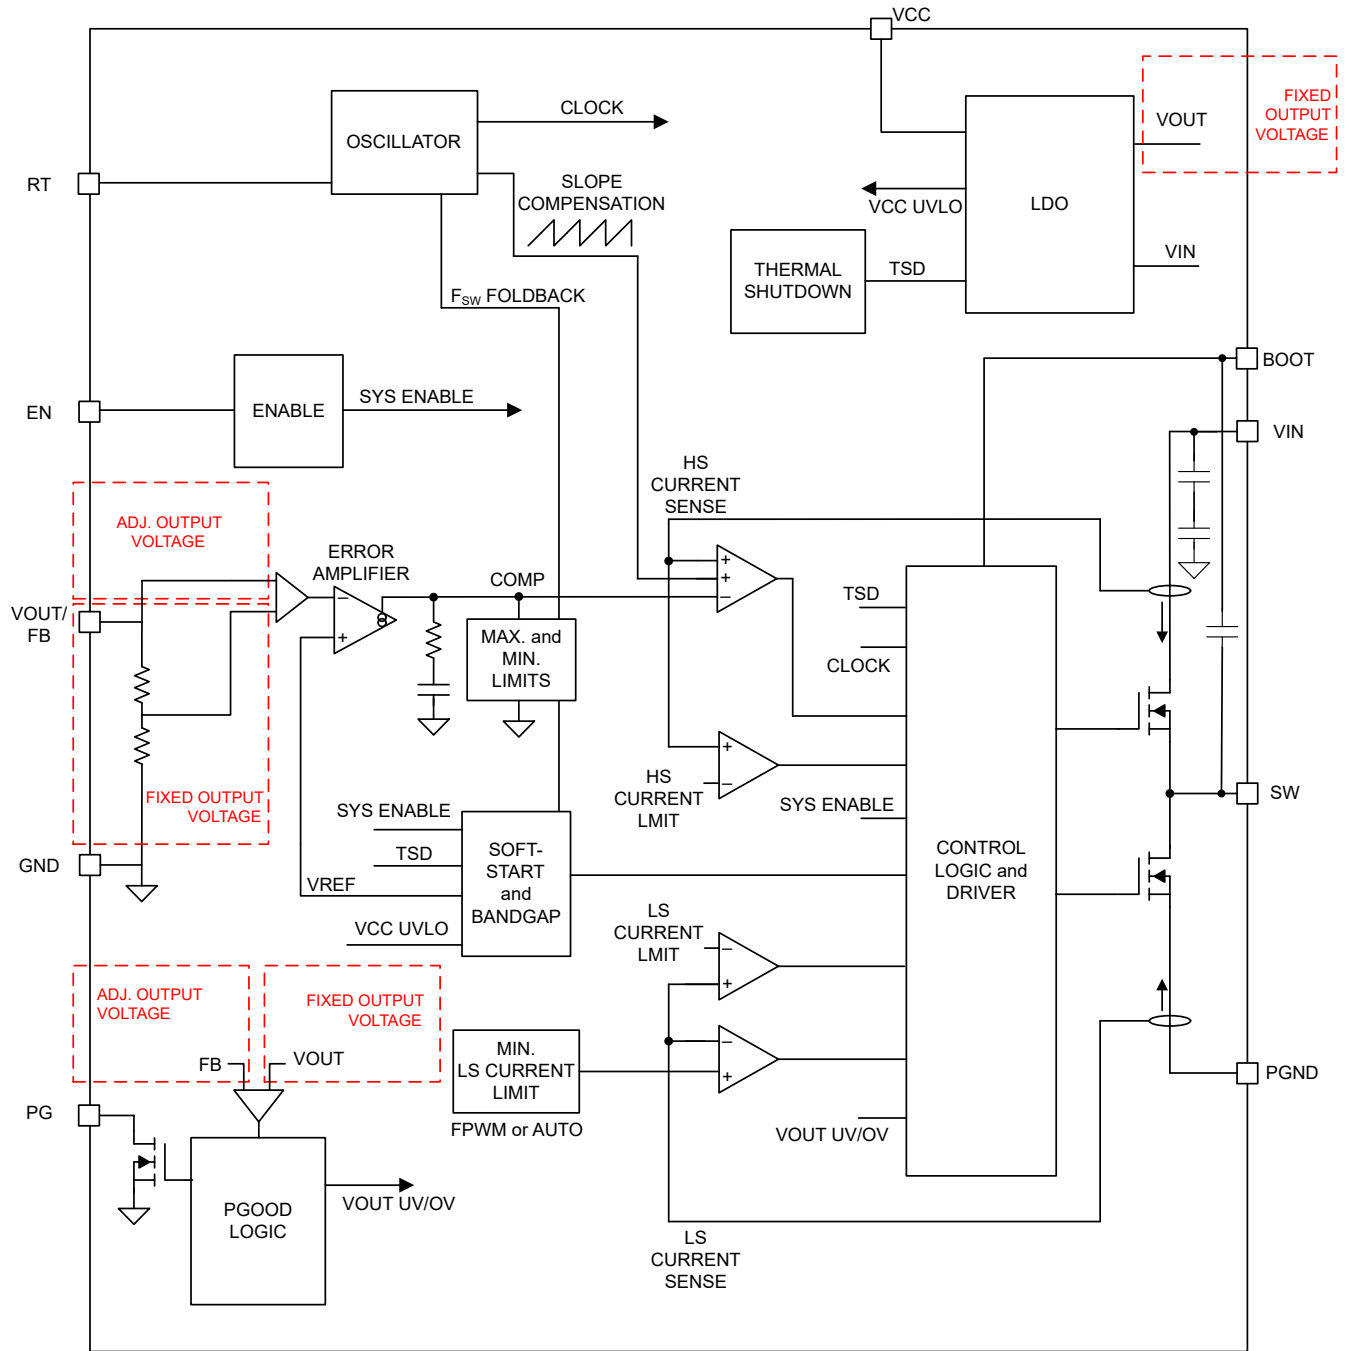 VCC
FIXED
OUTPUT
VOLTAGE
VOUT
CLOCK
OSCILLATOR
RT
SLOPE
COMPENSATION
VCC UVLO
LDO
VIN
THERMAL
SHUTDOWN
TSD
FSW FOLDBACK
BOOT
EN
ENABLE
SYS ENABLE
VIN
HS
CURRENT
SENSE
ADJ. OUTPUT
VOLTAGE
ERROR
AMPLIFIER
COMP
+
+
−
−
+
VOUT/
FB
MAX. and
MIN.
LIMITS
TSD
CLOCK
+
−
HS
CURRENT
LMIT
FIXED OUTPUT
VOLTAGE
SYS ENABLE
SW
SYS ENABLE
TSD
VREF
VCC UVLO
SOFT-
START
and
BANDGAP
CONTROL
LOGIC and
DRIVER
GND
LS
CURRENT
LMIT
−
+
ADJ. OUTPUT
VOLTAGE
FIXED OUTPUT
VOLTAGE
FB
VOUT
MIN.
LS CURRENT
LIMIT
−
+
FPWM or AUTO
VOUT UV/OV
PGND
PG
PGOOD
LOGIC
VOUT UV/OV
LS
CURRENT
SENSE